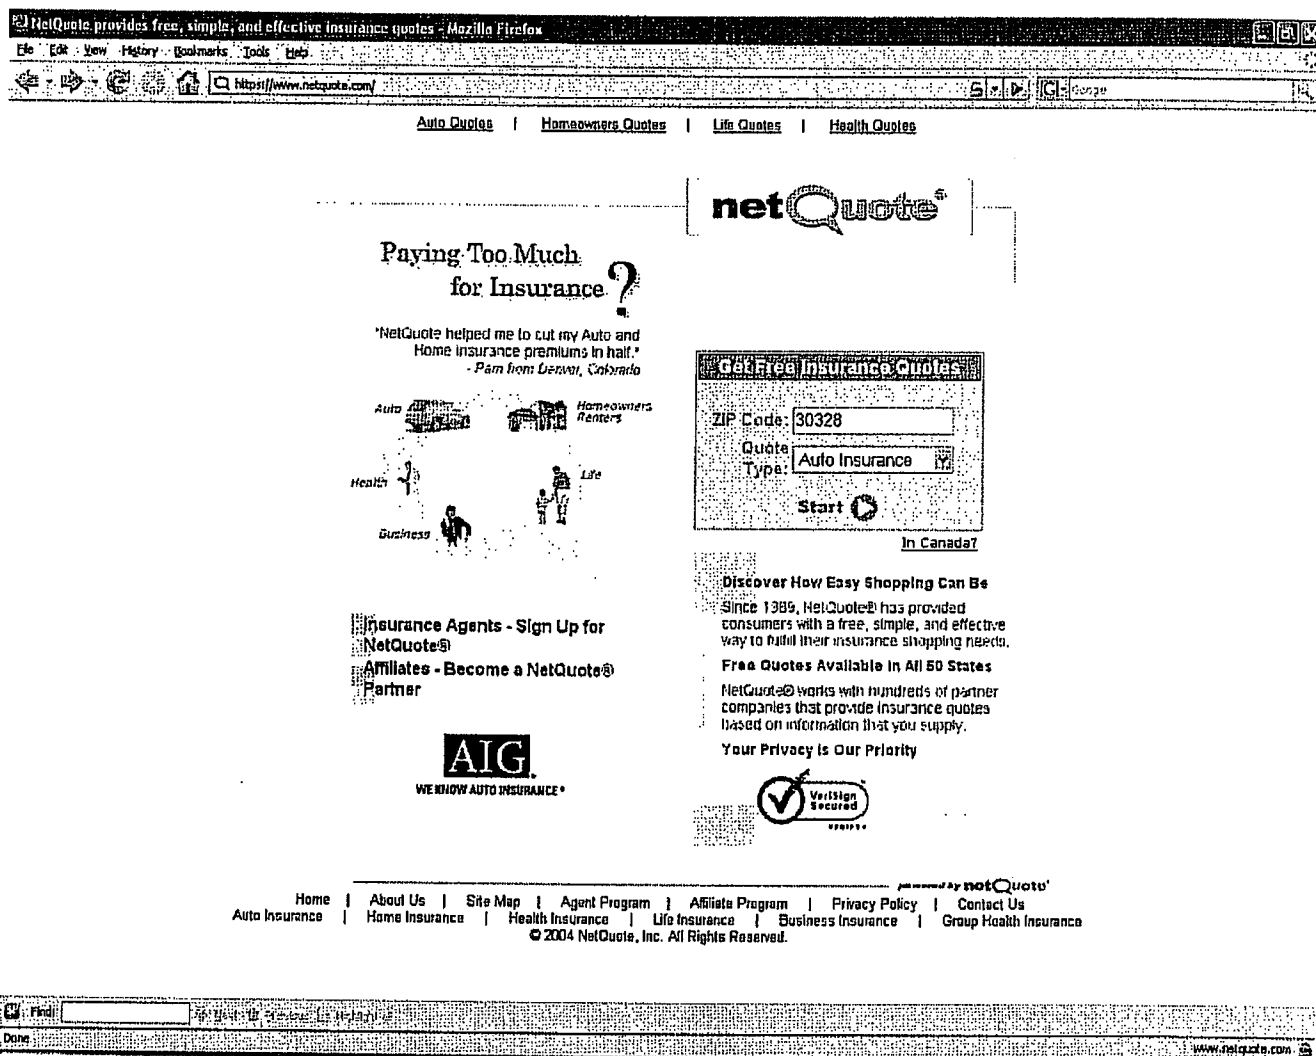 NetQuote provides free, simple, and effective insurance quotes - Mozilla Firefox
File Edit View History Bookmarks Tools Help
https://www.netquote.com/
Auto Quotes | Homeowners Quotes | Life Quotes | Health Quotes
netQuote®
Paying Too Much
for Insurance?
"NetQuote helped me to cut my Auto and
Home insurance premiums in half."
- Pam from Denver, Colorado
Auto
Homeowners
Renters
Health
Life
Business
Get Free Insurance Quotes
ZIP Code: 30328
Quote
Type: Auto Insurance
Start
In Canada?
Discover How Easy Shopping Can Be
Since 1989, NetQuote® has provided
consumers with a free, simple, and effective
way to fulfill their insurance shopping needs.
Free Quotes Available in All 50 States
NetQuote® works with hundreds of partner
companies that provide insurance quotes
based on information that you supply.
Your Privacy is Our Priority
VeriSign
Secured
Insurance Agents - Sign Up for
NetQuote®
Affiliates - Become a NetQuote®
Partner
AIG
WE KNOW AUTO INSURANCE®
powered by netQuote®
Home | About Us | Site Map | Agent Program | Affiliate Program | Privacy Policy | Contact Us
Auto Insurance | Home Insurance | Health Insurance | Life Insurance | Business Insurance | Group Health Insurance
© 2004 NetQuote, Inc. All Rights Reserved.
Find:
Done
www.netquote.com